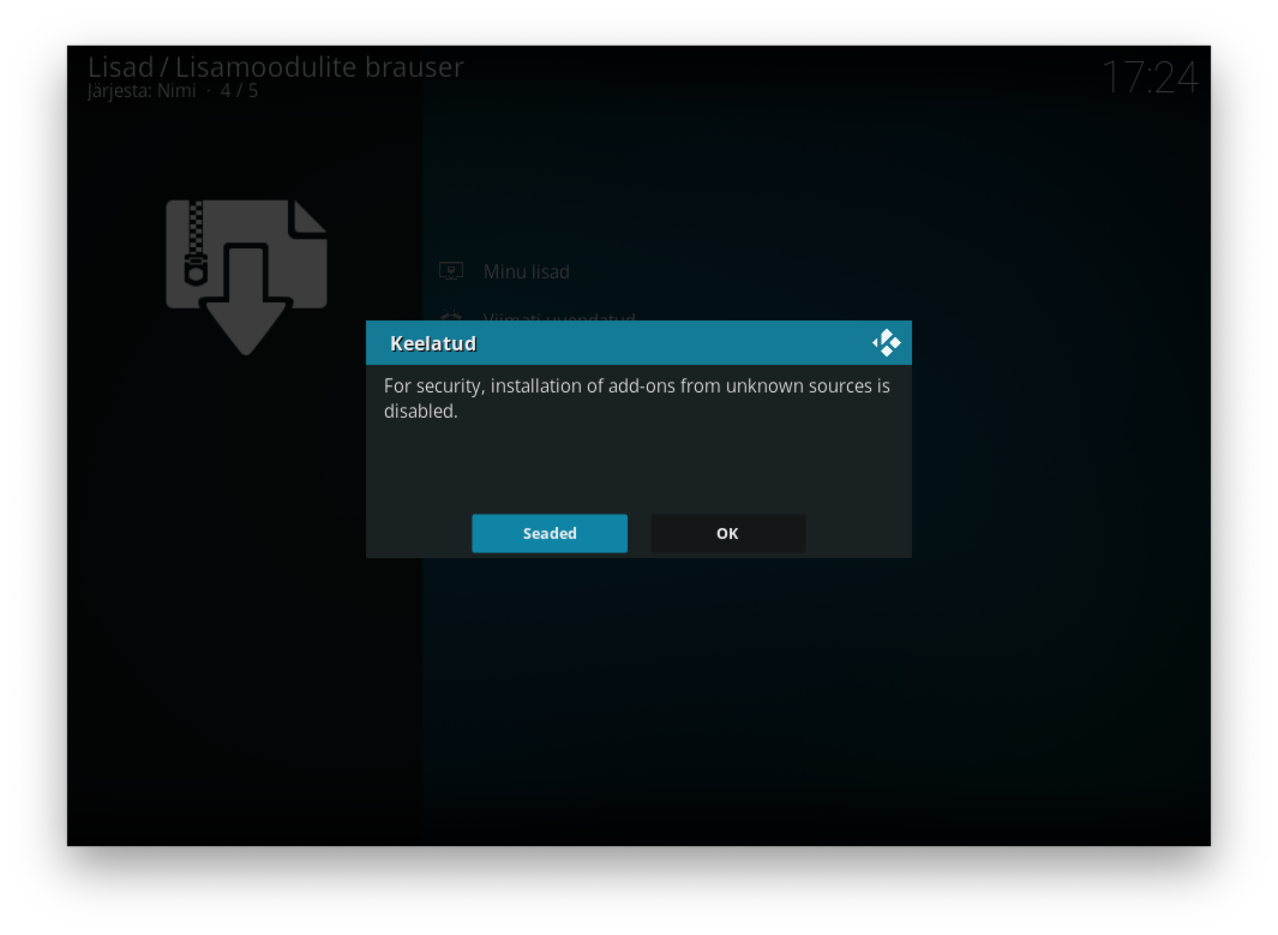 Lisad / Lisamoodulite brauser
Järjesta: Nimi · 4 / 5
17:24
Minu lisad
Viimati uuendatud
Keelatud
For security, installation of add-ons from unknown sources is
disabled.
Seaded
OK